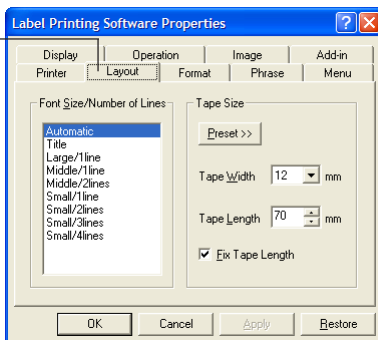 Label Printing Software Properties
Display Operation Image Add-in
Printer Layout Format Phrase Menu
Font Size/Number of Lines
Automatic
Title
Large/1line
Middle/1line
Middle/2lines
Small/1line
Small/2lines
Small/3lines
Small/4lines
Tape Size
Preset >>
Tape Width 12 mm
Tape Length 70 mm
Fix Tape Length
OK Cancel Apply Restore